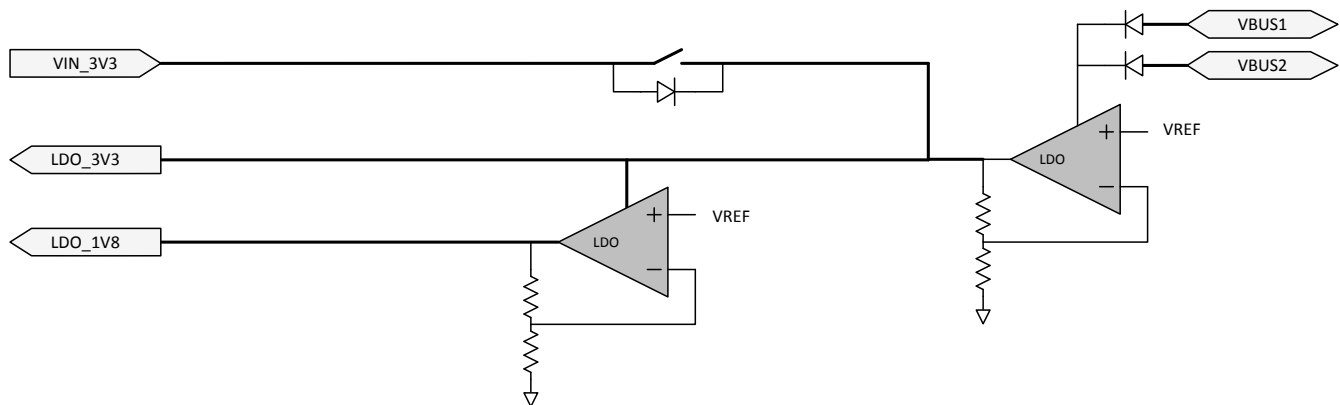 VBUS1
VIN_3V3
VBUS2
+
VREF
LDO_3V3
LDO
−
+
VREF
LDO_1V8
LDO
−